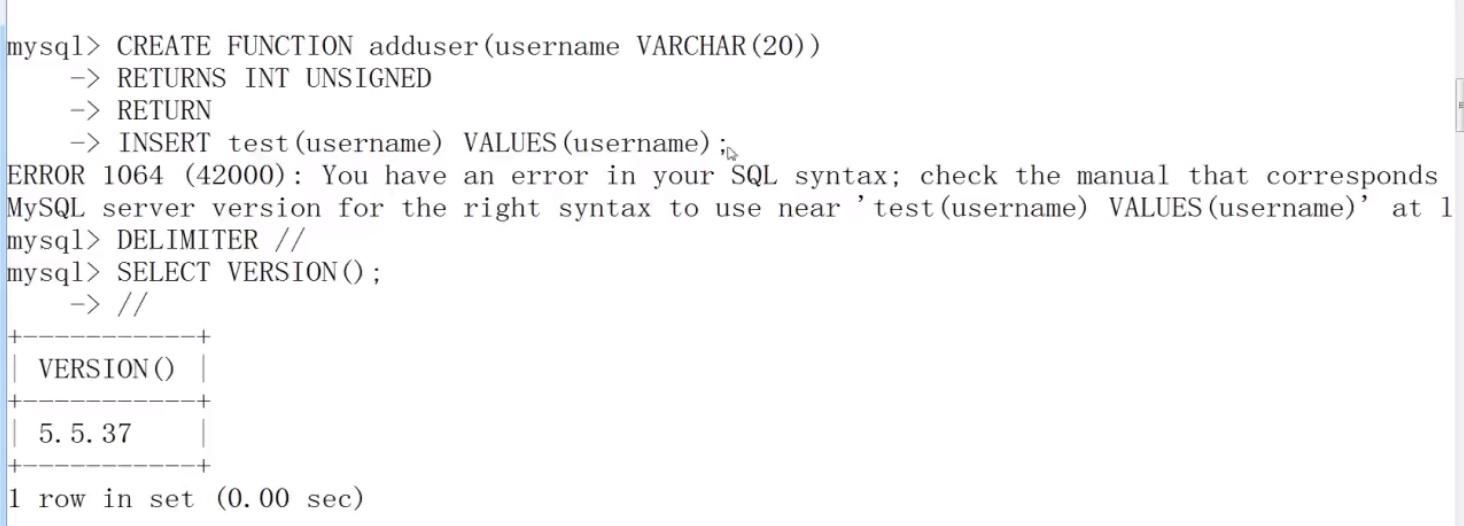 mysql> CREATE FUNCTION adduser(username VARCHAR(20))
    -> RETURNS INT UNSIGNED
    -> RETURN
    -> INSERT test(username) VALUES(username);
ERROR 1064 (42000): You have an error in your SQL syntax; check the manual that corresponds
MySQL server version for the right syntax to use near 'test(username) VALUES(username)' at l
mysql> DELIMITER //
mysql> SELECT VERSION();
    -> //
+-----------+
| VERSION() |
+-----------+
| 5.5.37    |
+-----------+
1 row in set (0.00 sec)